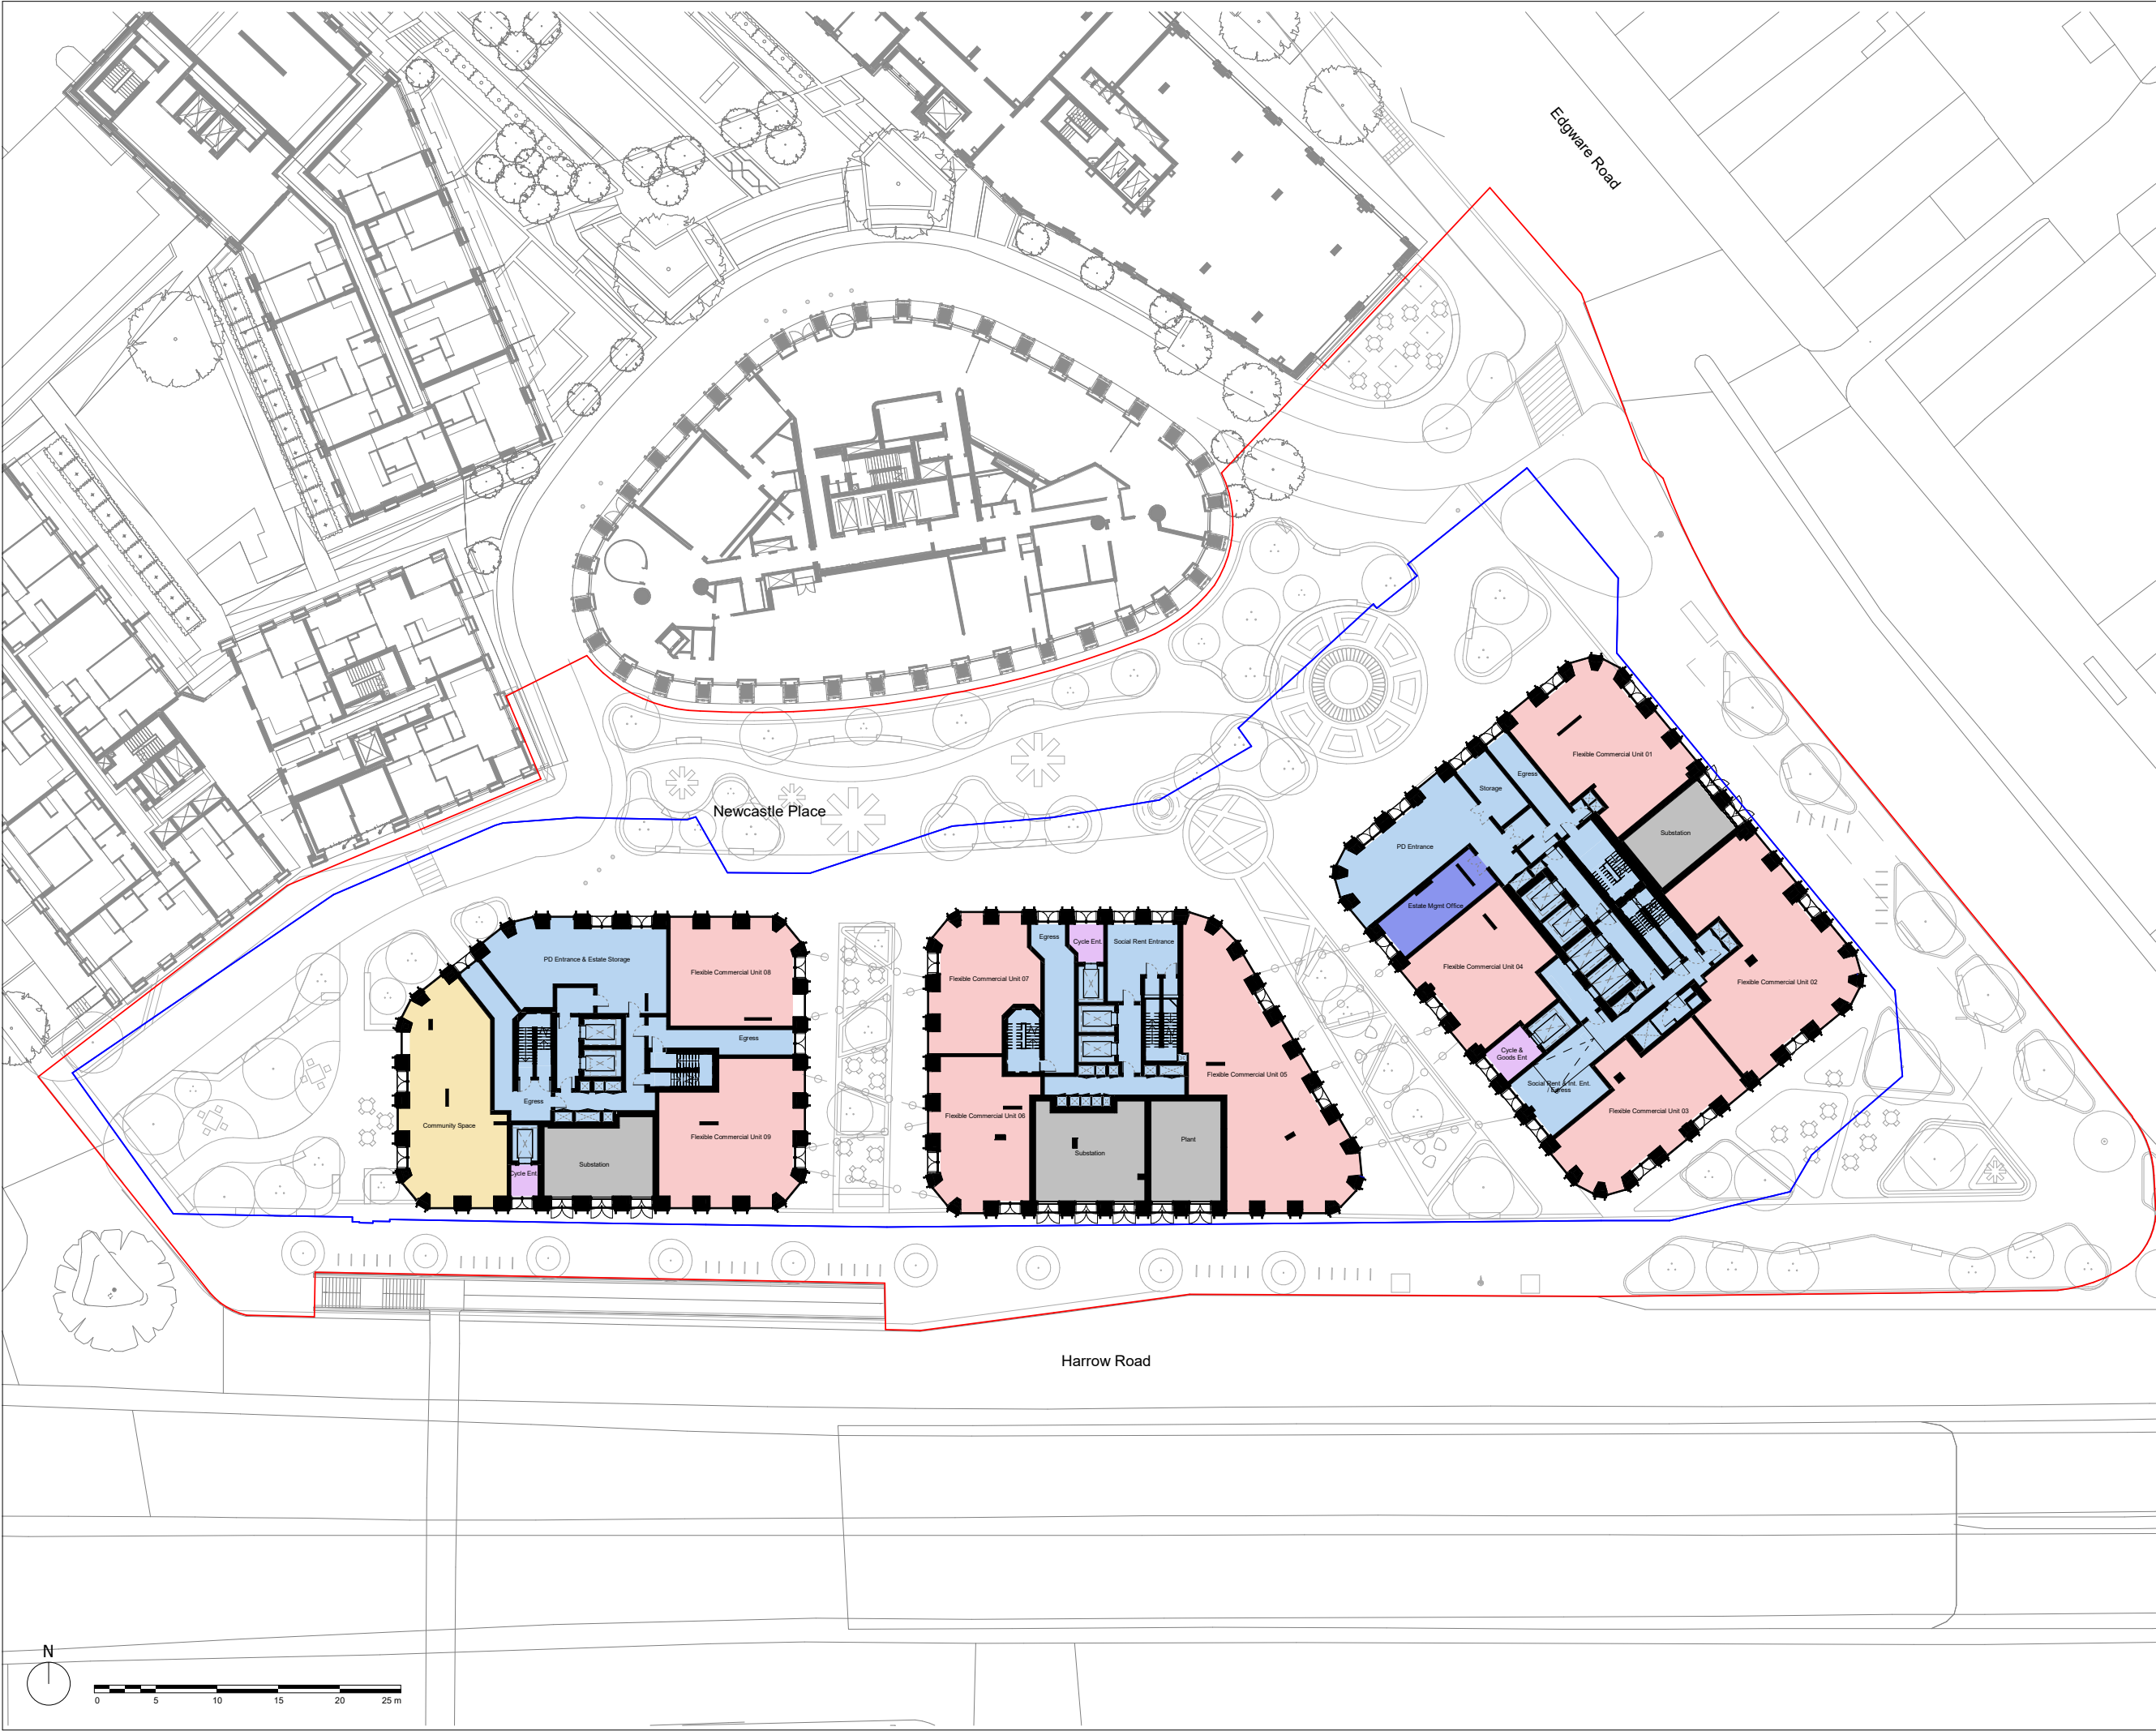 Edgware Road
Flexible Commercial Unit 01
Egress
Storage
Substation
PD Entrance
Estate Mgmt Office
Flexible Commercial Unit 04
Flexible Commercial Unit 02
Cycle &
Goods Ent
Social Rent & Int. Ent.
/ Egress
Flexible Commercial Unit 03
Newcastle Place
PD Entrance & Estate Storage
Flexible Commercial Unit 08
Egress
Egress
Community Space
Flexible Commercial Unit 09
Substation
Cycle Ent.
Egress
Cycle Ent.
Social Rent Entrance
Flexible Commercial Unit 07
Flexible Commercial Unit 05
Flexible Commercial Unit 06
Substation
Plant
Harrow Road
N
0 5 10 15 20 25 m